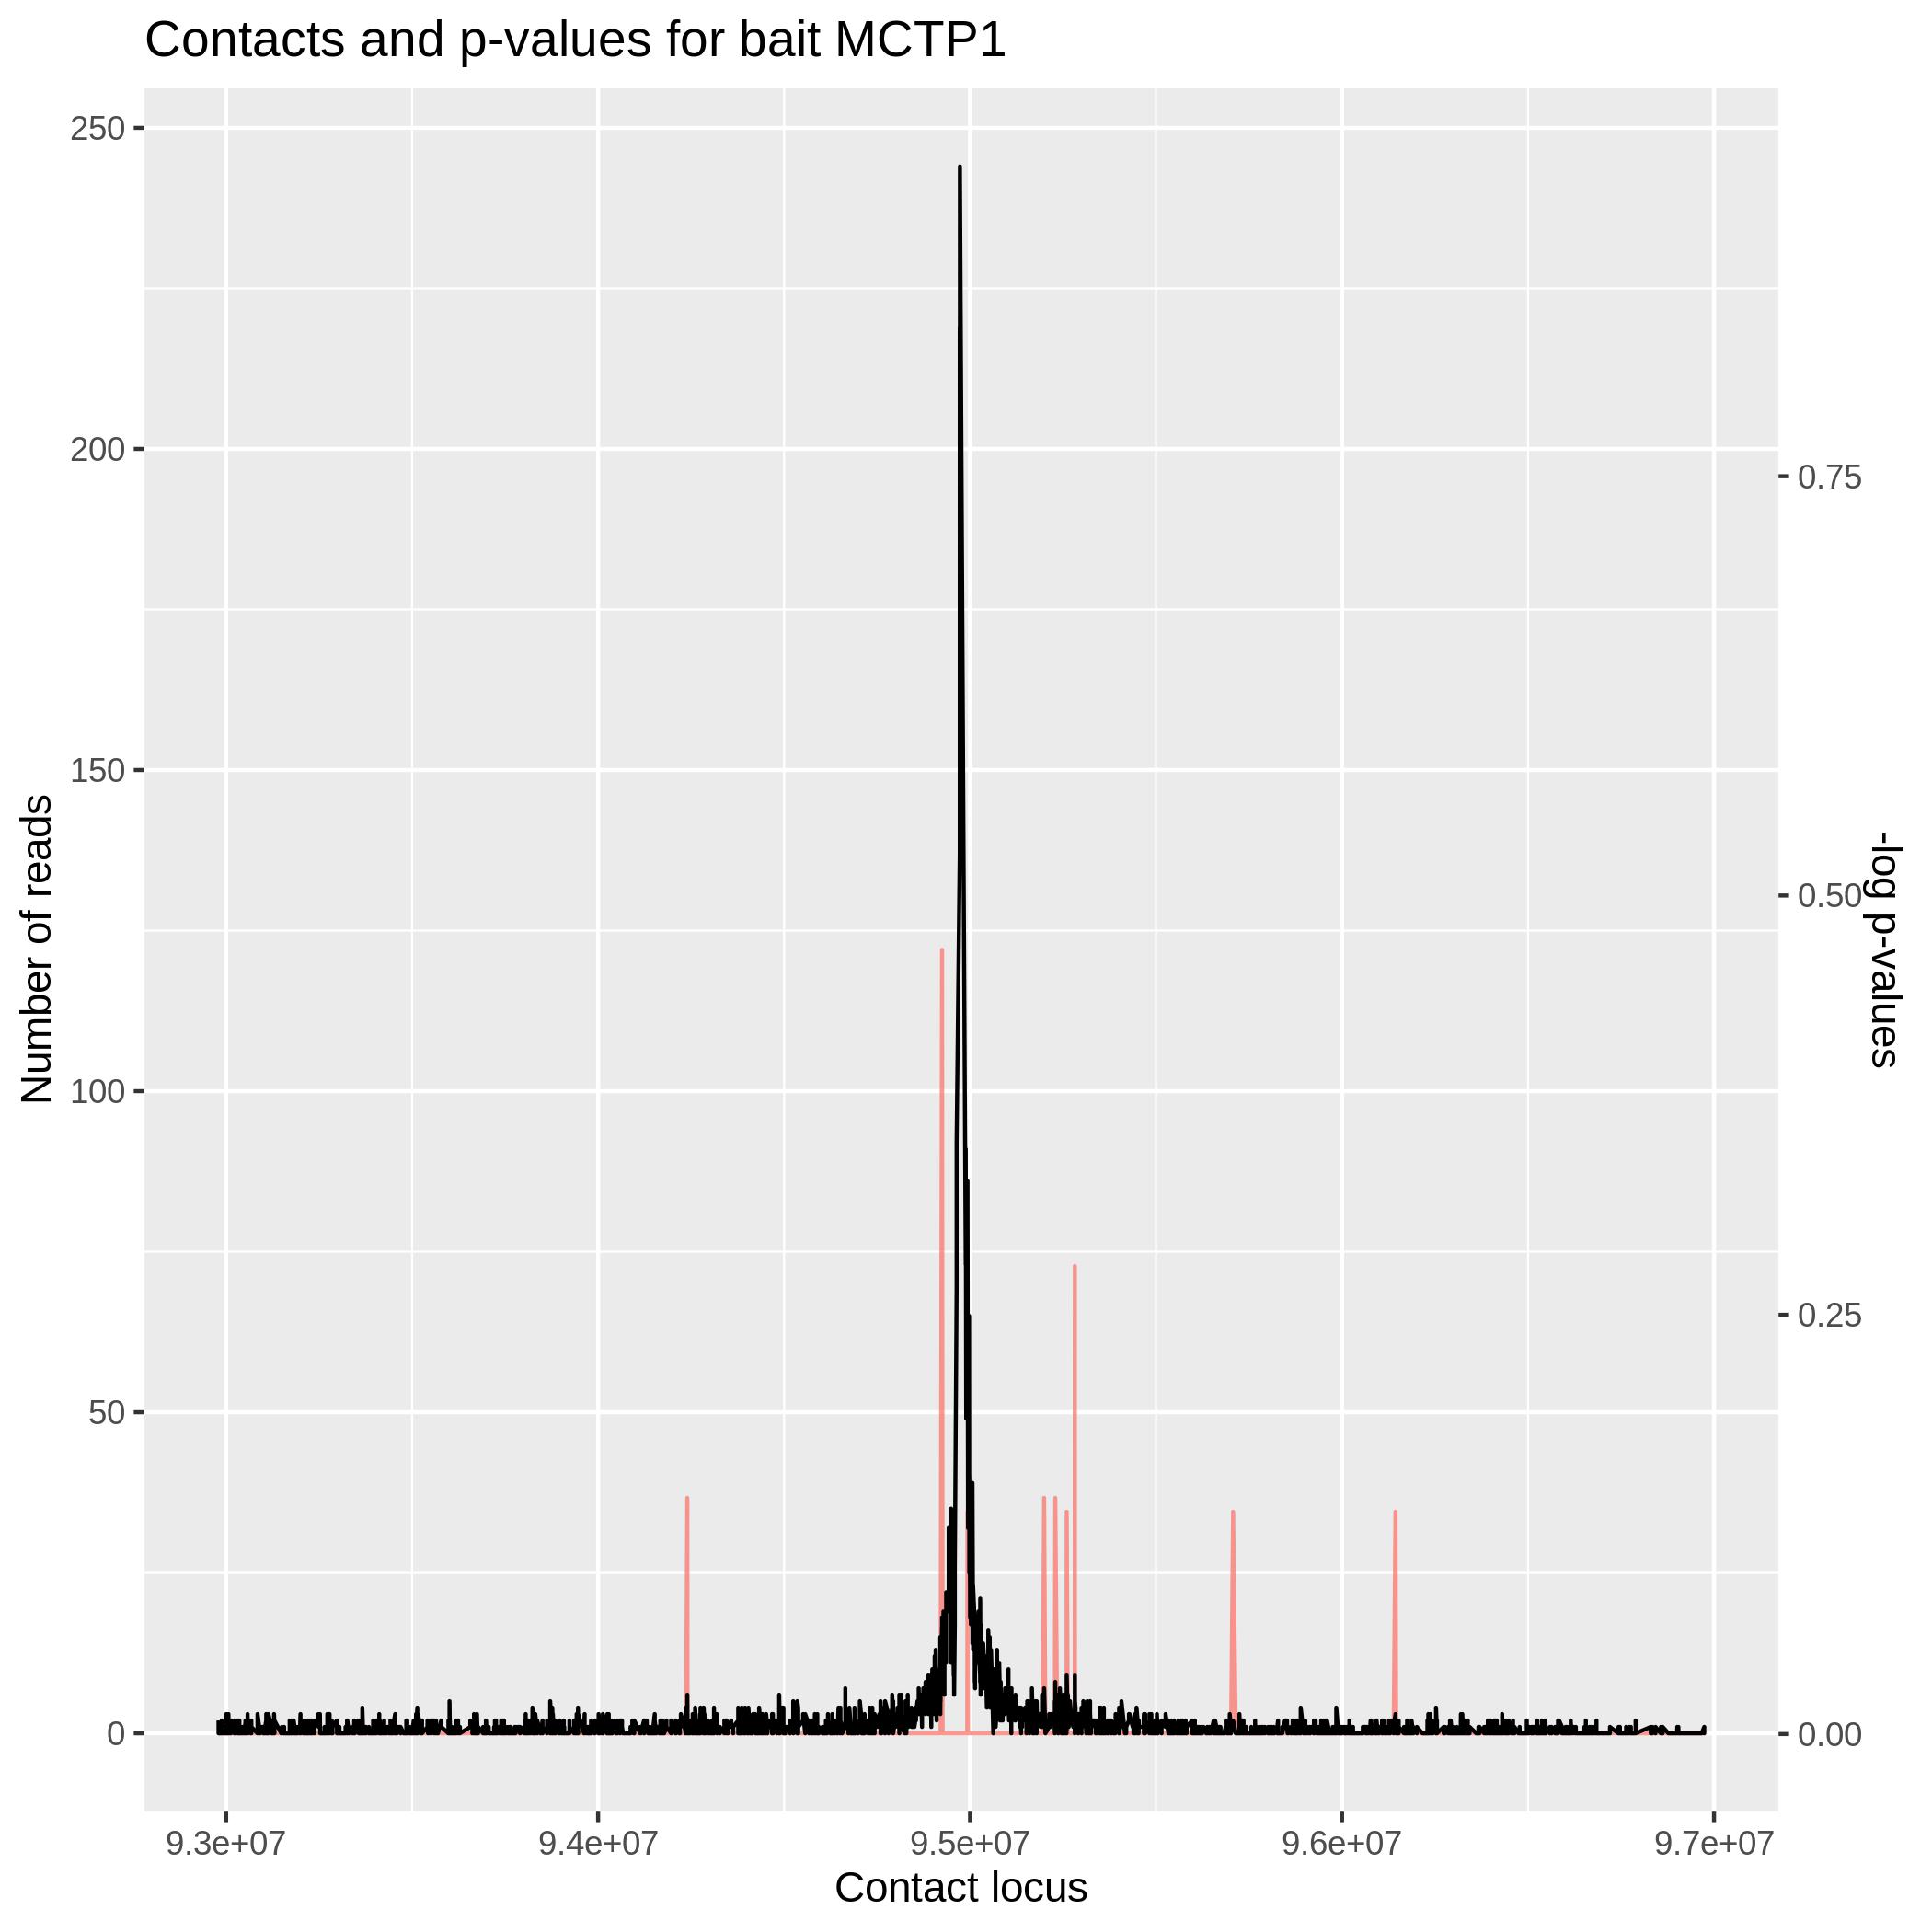 Contacts and p-values for bait MCTP1
250
200
150
100
50
0
Number of reads
0.75
0.50
0.25
0.00
-log p-values
9.3e+07
9.4e+07
9.5e+07
9.6e+07
9.7e+07
Contact locus